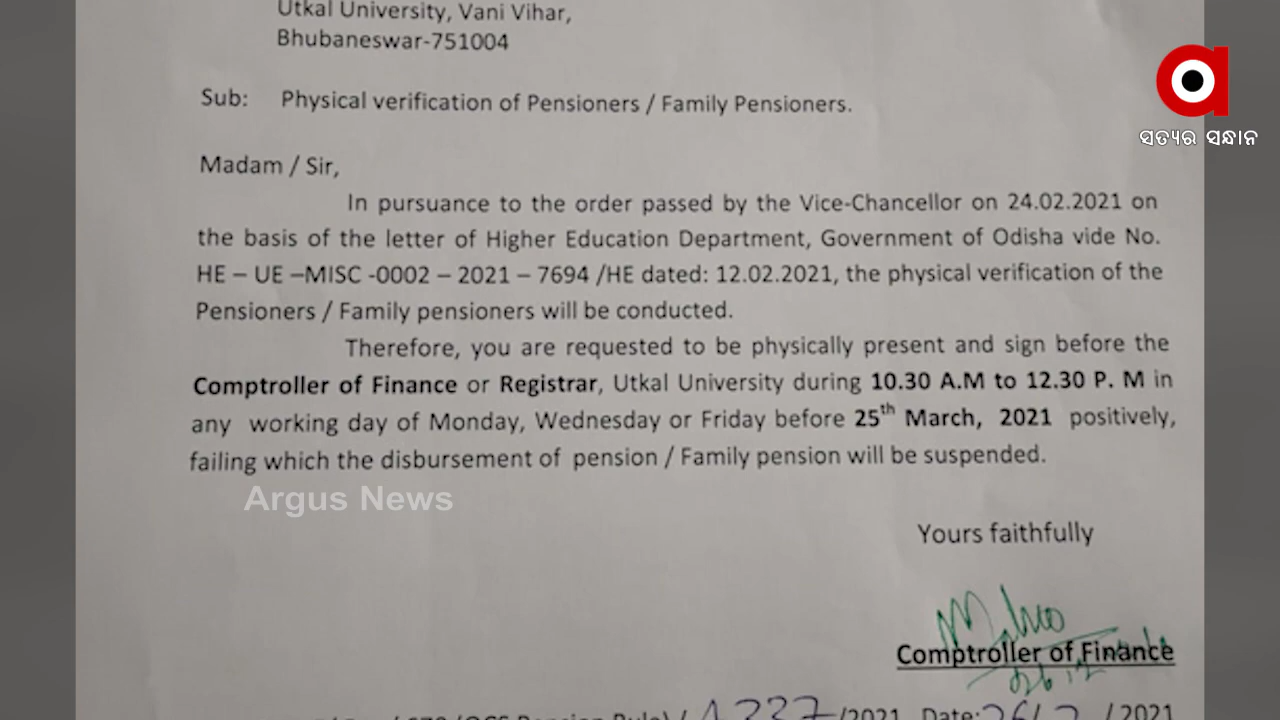 Utkal University, Vani Vihar,
Bhubaneswar-751004
ସତ୍ୟର ସନ୍ଧାନ
Sub: Physical verification of Pensioners / Family Pensioners.
Madam / Sir,
In pursuance to the order passed by the Vice-Chancellor on 24.02.2021 on
the basis of the letter of Higher Education Department, Government of Odisha vide No.
HE – UE –MISC -0002 – 2021 – 7694 /HE dated: 12.02.2021, the physical verification of the
Pensioners / Family pensioners will be conducted.
Therefore, you are requested to be physically present and sign before the
Comptroller of Finance or Registrar, Utkal University during 10.30 A.M to 12.30 P. M in
any working day of Monday, Wednesday or Friday before 25th March, 2021 positively,
failing which the disbursement of pension / Family pension will be suspended.
Argus News
Yours faithfully
Comptroller of Finance
/2021 Date: 26/2 /2021